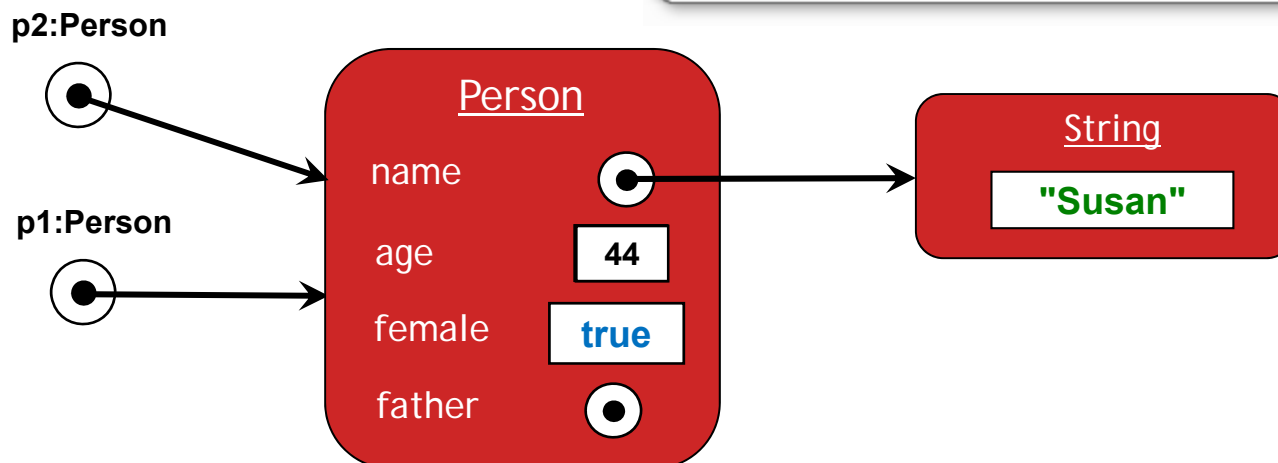 p2:Person
Person
String
name
"Susan"
p1:Person
age 44
female true
father